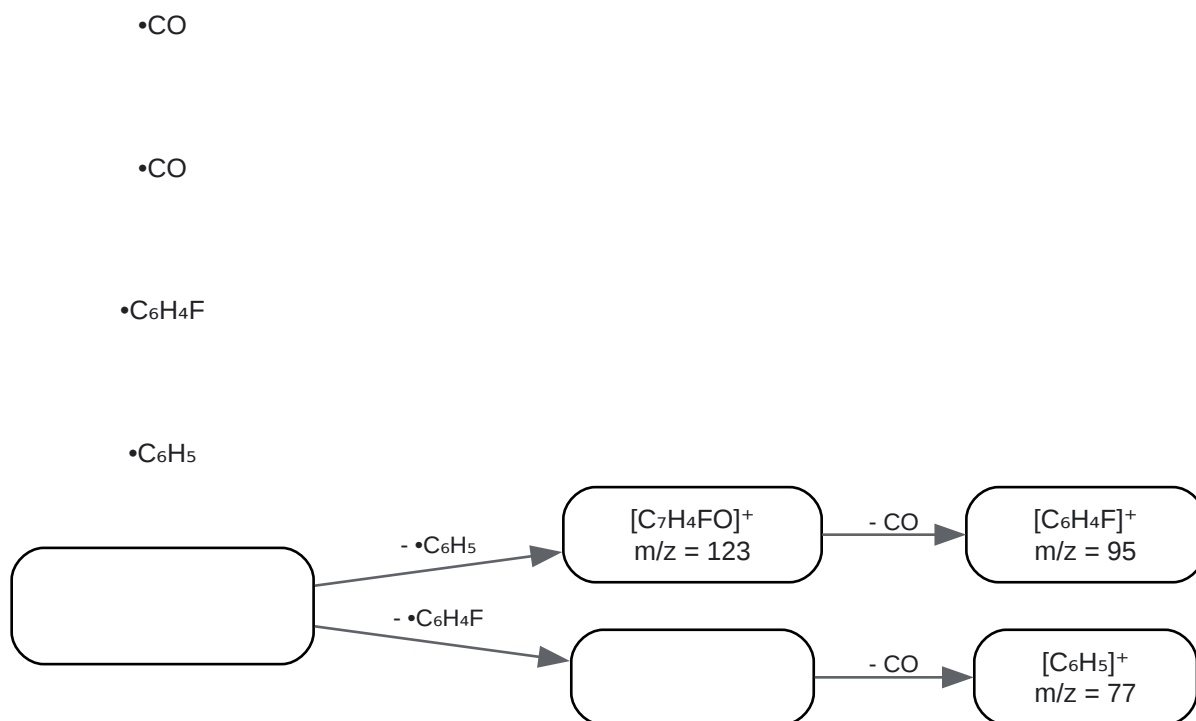 •CO
•CO
•C₆H₄F
•C₆H₅
- •C₆H₅
[C₇H₄FO]⁺
m/z = 123
- CO
[C₆H₄F]⁺
m/z = 95
- •C₆H₄F
- CO
[C₆H₅]⁺
m/z = 77